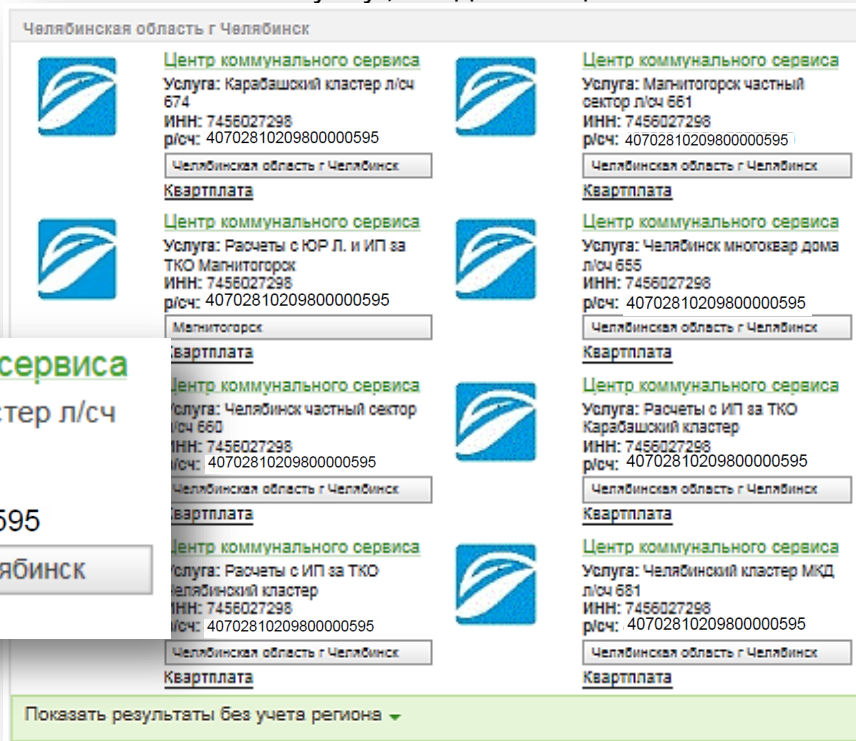 Челябинская область г Челябинск
Центр коммунального сервиса
Услуга: Карабашский кластер л/сч
674
ИНН: 7456027298
р/сч: 40702810209800000595
Челябинская область г Челябинск
Квартплата
Центр коммунального сервиса
Услуга: Магнитогорск частный
сектор л/сч 661
ИНН: 7456027298
р/сч: 40702810209800000595
Челябинская область г Челябинск
Квартплата
Центр коммунального сервиса
Услуга: Расчеты с ЮР Л. и ИП за
ТКО Магнитогорск
ИНН: 7456027298
р/сч: 40702810209800000595
Магнитогорск
Квартплата
Центр коммунального сервиса
Услуга: Челябинск многоквар дома
л/сч 655
ИНН: 7456027298
р/сч: 40702810209800000595
Челябинская область г Челябинск
Квартплата
сервиса
стер л/сч
595
ябинск
Центр коммунального сервиса
Услуга: Челябинск частный сектор
л/сч 660
ИНН: 7456027298
р/сч: 40702810209800000595
Челябинская область г Челябинск
Квартплата
Центр коммунального сервиса
Услуга: Расчеты с ИП за ТКО
Карабашский кластер
ИНН: 7456027298
р/сч: 40702810209800000595
Челябинская область г Челябинск
Квартплата
Центр коммунального сервиса
Услуга: Расчеты с ИП за ТКО
Челябинский кластер
ИНН: 7456027298
р/сч: 40702810209800000595
Челябинская область г Челябинск
Квартплата
Центр коммунального сервиса
Услуга: Челябинский кластер МКД
л/сч 681
ИНН: 7456027298
р/сч: 40702810209800000595
Челябинская область г Челябинск
Квартплата
Показать результаты без учета региона